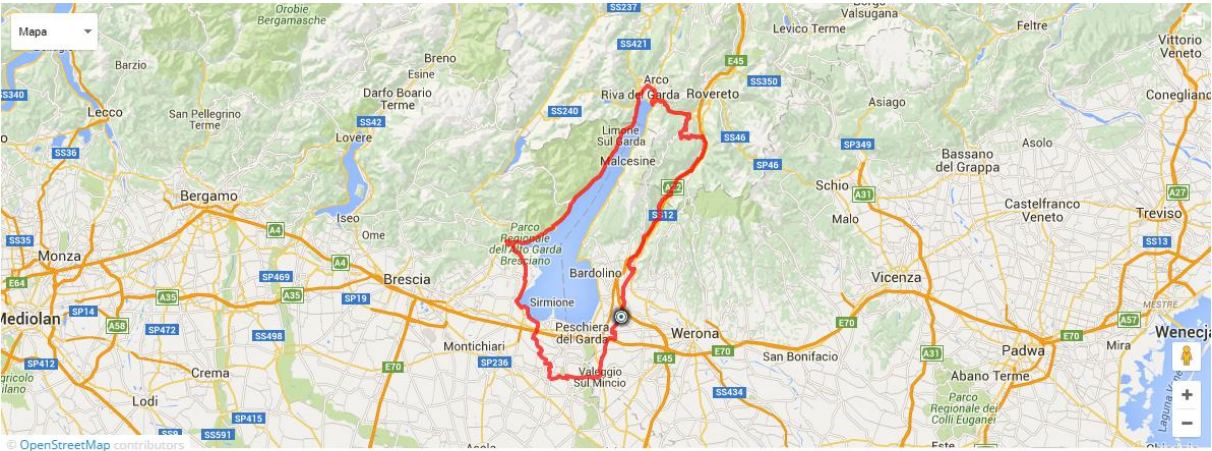 Mapa
Orobie
Bergamasche
SS237
Borgo
Valsugana
Levico Terme
Feltre
Vittorio
Veneto
SS421
Breno
Barzio
Esine
E45
Arco
SS350
SS340
Darfo Boario
Terme
Riva del Garda
Rovereto
Asiago
Conegliano
Lecco
San Pellegrino
Terme
SS240
SS42
Limone
Sul Garda
SS46
Lovere
SP349
Asolo
SS36
Malcesine
SP46
Bassano
del Grappa
Schio
A31
A27
Bergamo
A22
Castelfranco
Veneto
Treviso
Iseo
SS12
Malo
Ome
Parco
Regionale
dell'Alto Garda
Bresciano
A4
SS35
SS13
Monza
A4
SP469
Brescia
Bardolino
Vicenza
E64
A35
A35
SP19
Sirmione
MESTRE
Mediolan
SP14
A58
SP472
SS498
Peschiera
del Garda
Werona
E70
A57
Wenecja
Montichiari
E70
San Bonifacio
A31
Padwa
Mira
SP412
Crema
E70
SP236
Valeggio
Sul Mincio
E45
Abano Terme
Lodi
SS434
Parco
Regionale dei
Colli Euganei
SP415
SS9
SS591
Este
© OpenStreetMap contributors